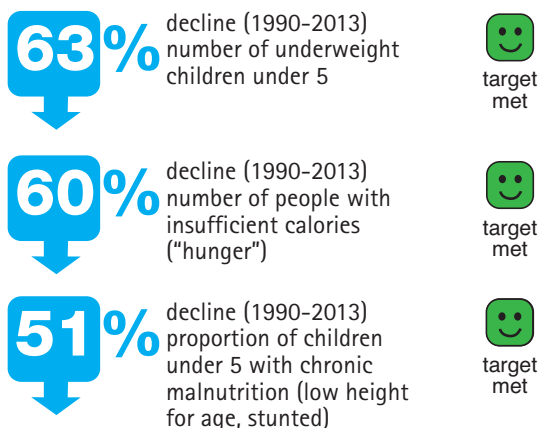 63%
decline (1990-2013)
number of underweight
children under 5
target
met
60%
decline (1990-2013)
number of people with
insufficient calories
("hunger")
target
met
51%
decline (1990-2013)
proportion of children
under 5 with chronic
malnutrition (low height
for age, stunted)
target
met